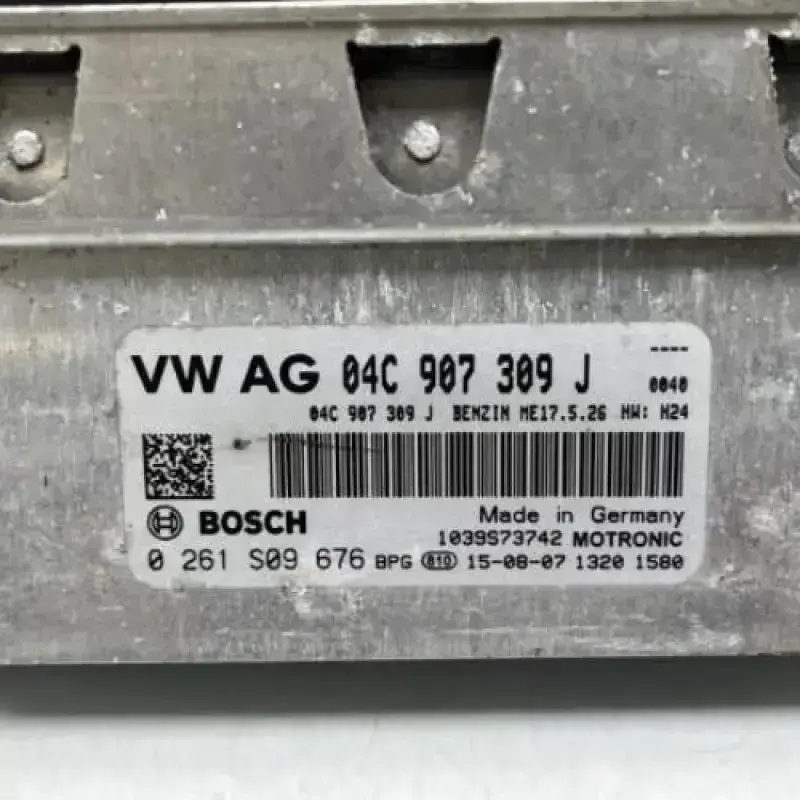 VW AG 04C 907 309 J ----
0040
04C 907 309 J BENZIN ME17.5.26 HW: H24
BOSCH
Made in Germany
1039S73742 MOTRONIC
0 261 S09 676 BPG 810 15-08-07 1320 1580